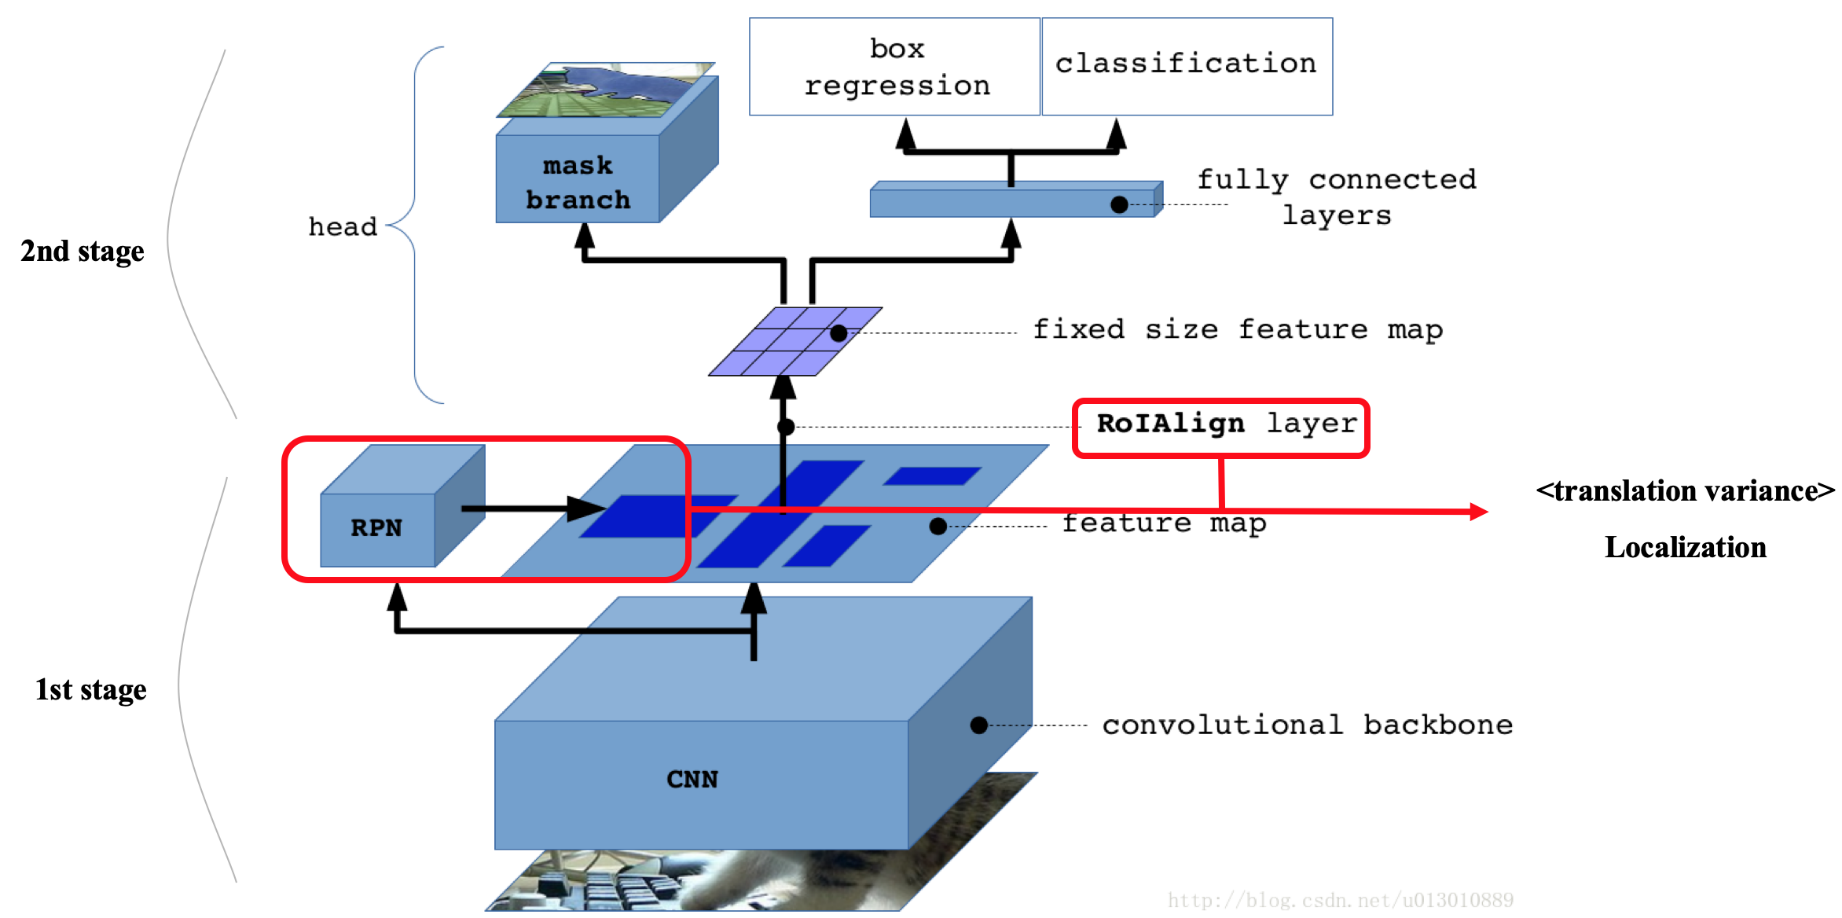 box
regression
classification
mask
branch
fully connected
layers
head
2nd stage
fixed size feature map
RoIAlign layer
<translation variance>
RPN
feature map
Localization
1st stage
convolutional backbone
CNN
http://blog.csdn.net/u013010889